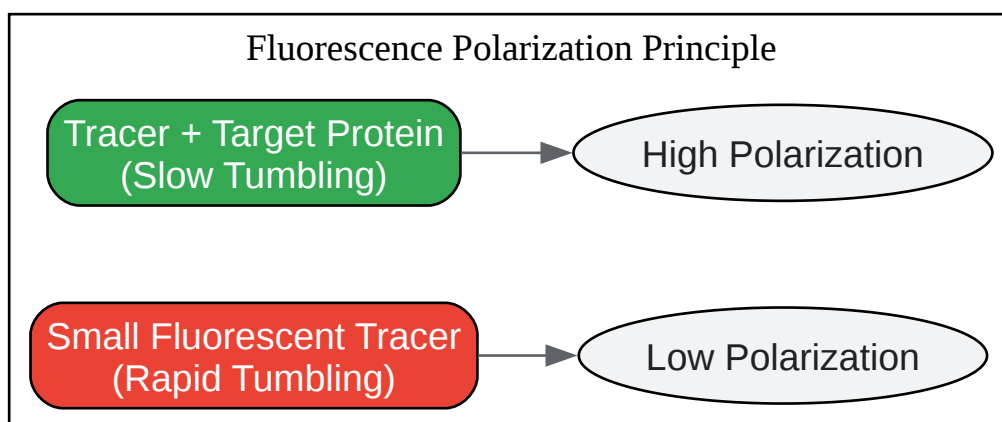 Fluorescence Polarization Principle
Tracer + Target Protein
(Slow Tumbling)
High Polarization
Small Fluorescent Tracer
(Rapid Tumbling)
Low Polarization